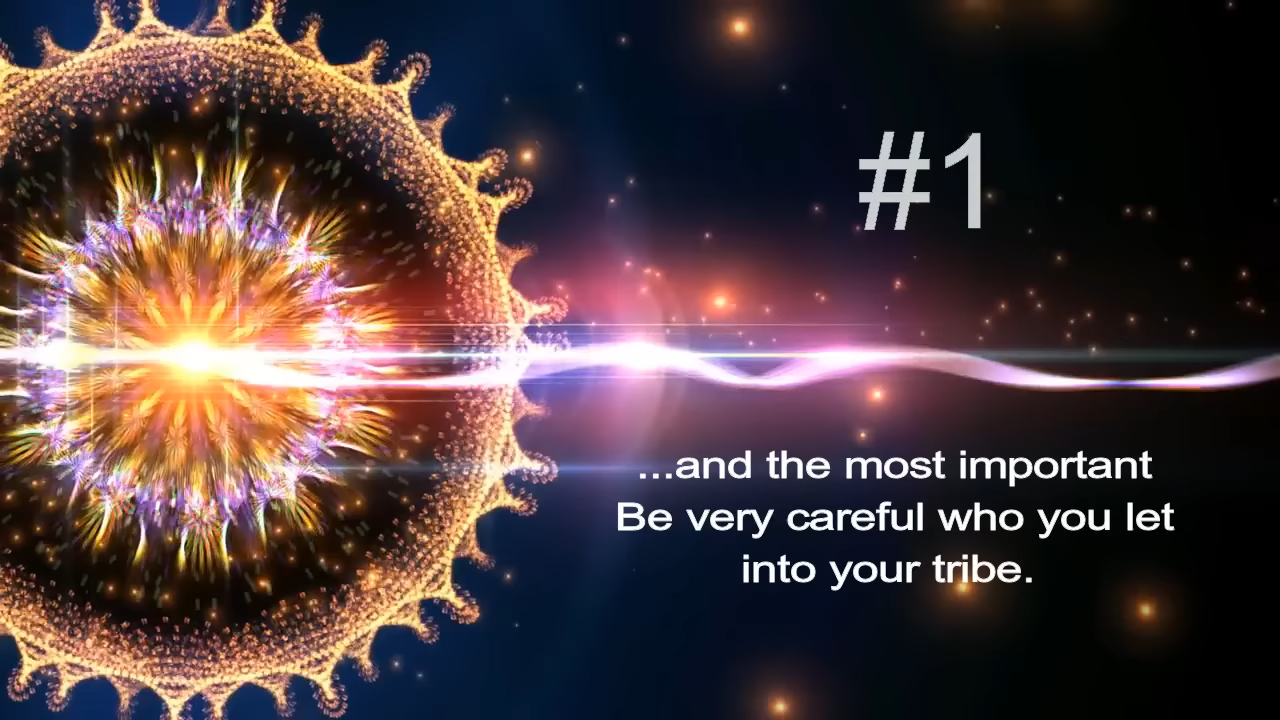 #1
...and the most important
Be very careful who you let
into your tribe.